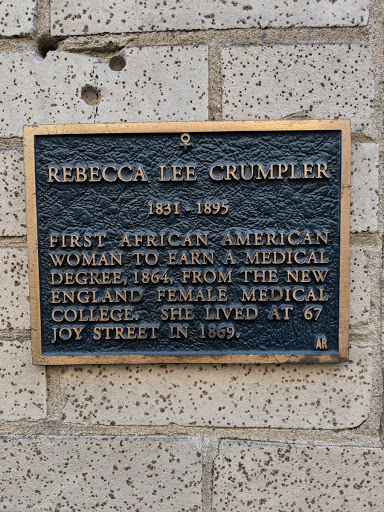 REBECCA LEE CRUMPLER
1831 - 1895
FIRST AFRICAN AMERICAN
WOMAN TO EARN A MEDICAL
DEGREE, 1864, FROM THE NEW
ENGLAND FEMALE MEDICAL
COLLEGE. SHE LIVED AT 67
JOY STREET IN 1869.
AR